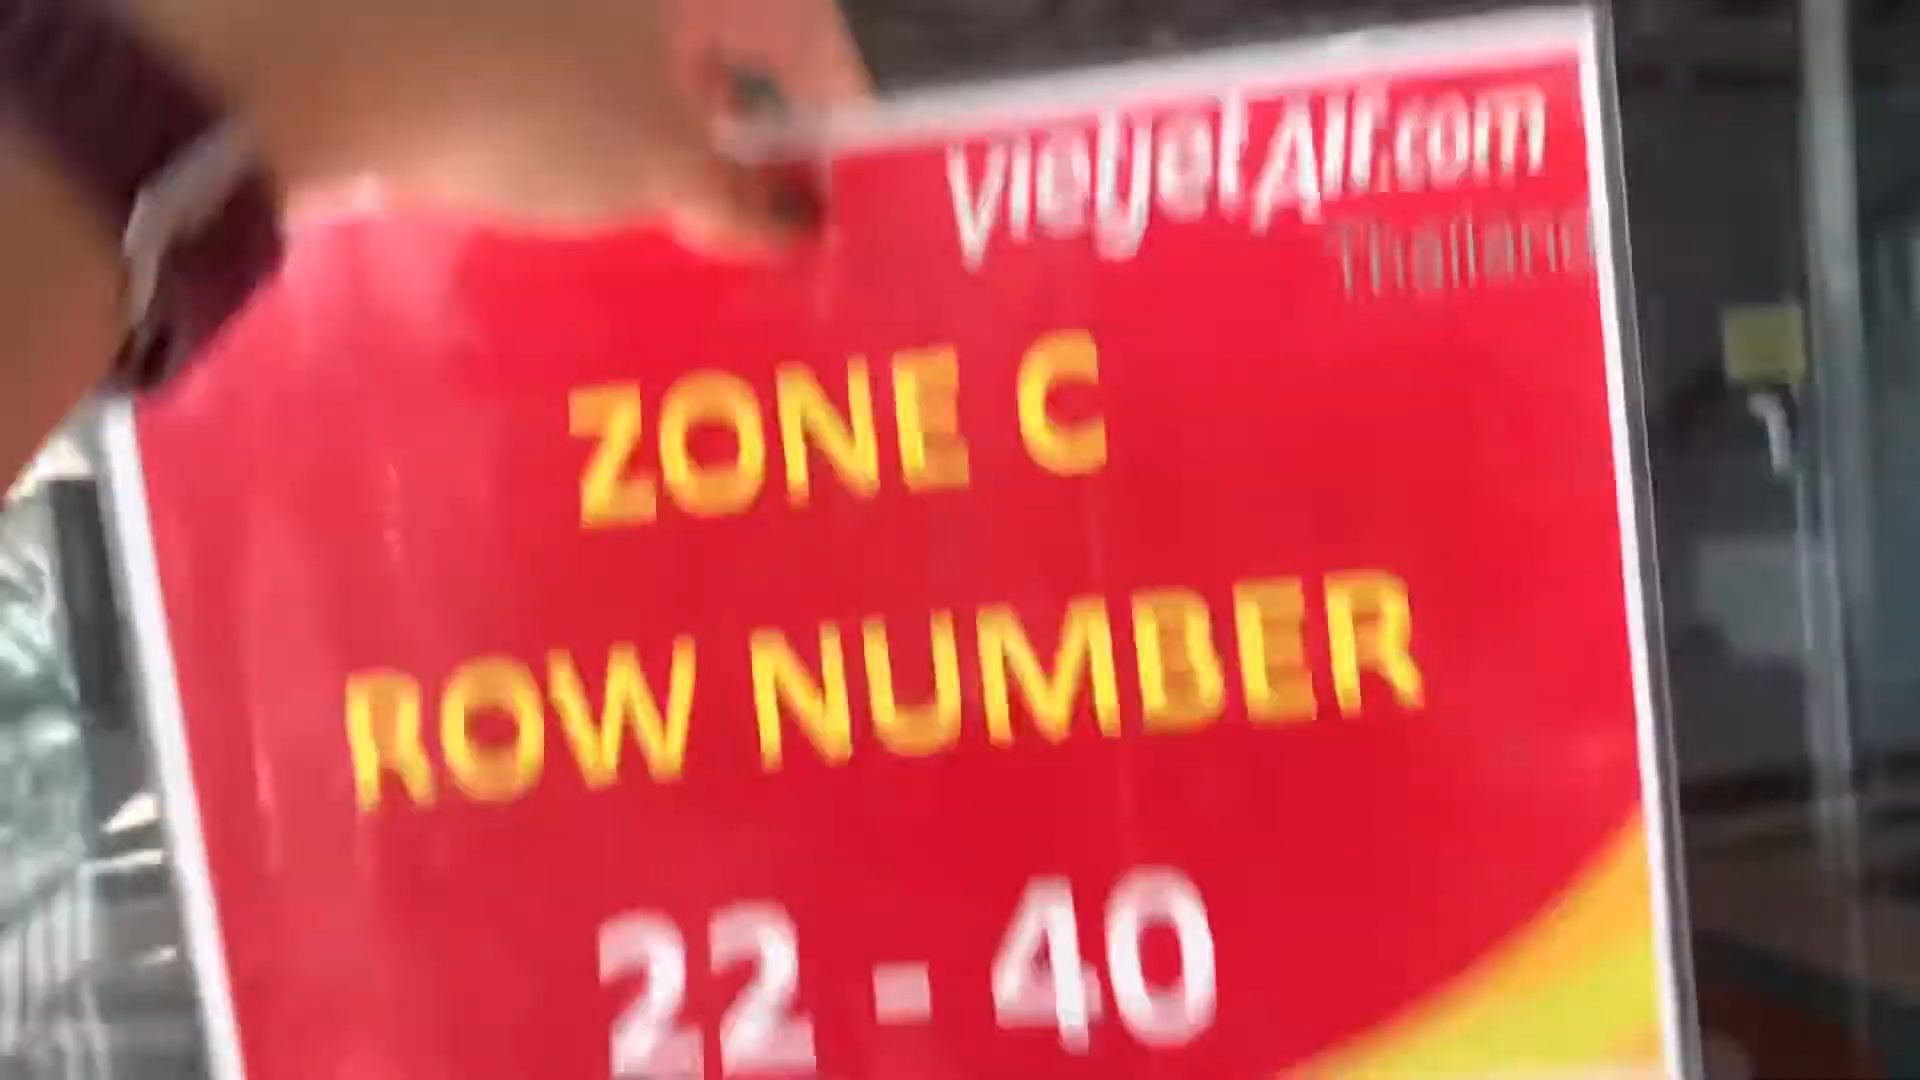 VietjetAir.com
Thailand
ZONE C
ROW NUMBER
22 - 40